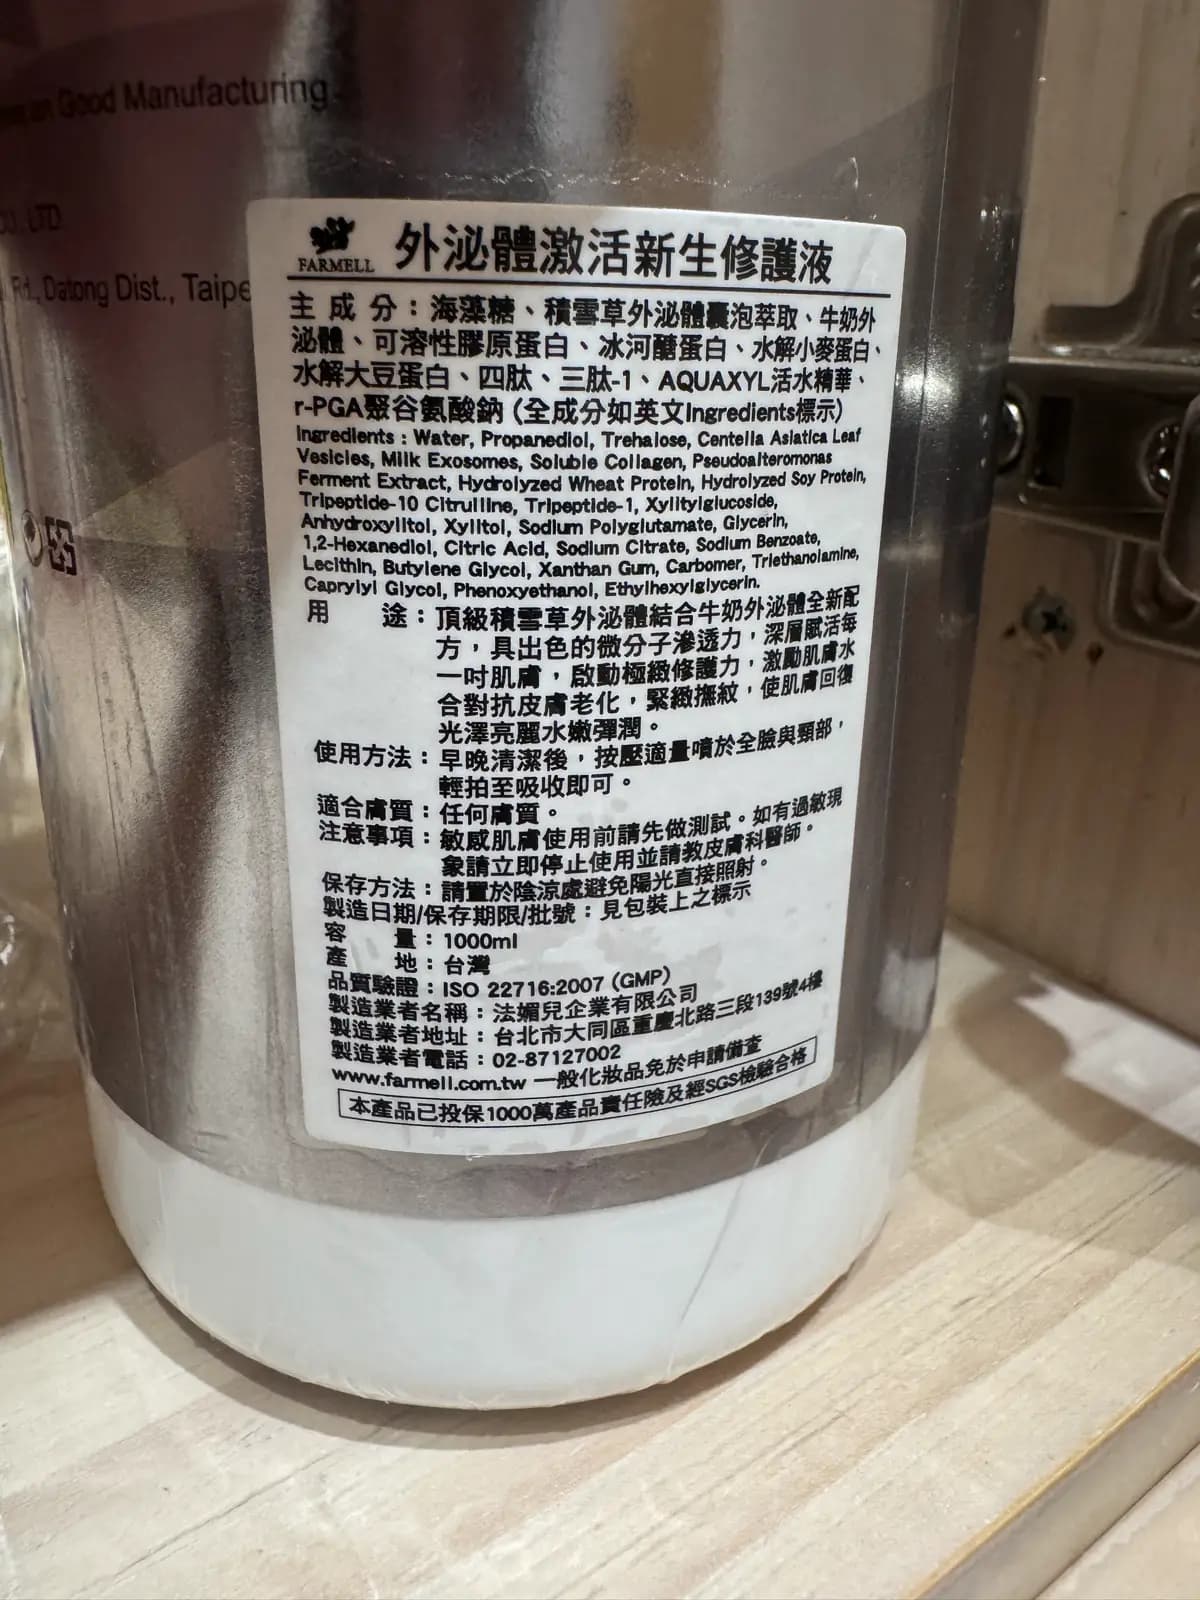 Good Manufacturing
CO., LTD
Rd., Datong Dist., Taipe
FARMELL 外泌體激活新生修護液
主成分：海藻糖、積雪草外泌體囊泡萃取、牛奶外
泌體、可溶性膠原蛋白、冰河醣蛋白、水解小麥蛋白、
水解大豆蛋白、四肽、三肽-1、AQUAXYL活水精華、
r-PGA聚谷氨酸鈉 (全成分如英文Ingredients標示)
Ingredients : Water, Propanediol, Trehalose, Centella Asiatica Leaf
Vesicles, Milk Exosomes, Soluble Collagen, Pseudoalteromonas
Ferment Extract, Hydrolyzed Wheat Protein, Hydrolyzed Soy Protein,
Tripeptide-10 Citrulline, Tripeptide-1, Xylitylglucoside,
Anhydroxylitol, Xylitol, Sodium Polyglutamate, Glycerin,
1,2-Hexanediol, Citric Acid, Sodium Citrate, Sodium Benzoate,
Lecithin, Butylene Glycol, Xanthan Gum, Carbomer, Triethanolamine,
Caprylyl Glycol, Phenoxyethanol, Ethylhexylglycerin.
用途：頂級積雪草外泌體結合牛奶外泌體全新配
方，具出色的微分子滲透力，深層賦活每
一吋肌膚，啟動極緻修護力，激勵肌膚水
合對抗皮膚老化，緊緻撫紋，使肌膚回復
光澤亮麗水嫩彈潤。
使用方法：早晚清潔後，按壓適量噴於全臉與頸部，
輕拍至吸收即可。
適合膚質：任何膚質。
注意事項：敏感肌膚使用前請先做測試。如有過敏現
象請立即停止使用並請教皮膚科醫師。
保存方法：請置於陰涼處避免陽光直接照射。
製造日期/保存期限/批號：見包裝上之標示
容量：1000ml
產地：台灣
品質驗證：ISO 22716:2007 (GMP)
製造業者名稱：法媚兒企業有限公司
製造業者地址：台北市大同區重慶北路三段139號4樓
製造業者電話：02-87127002
www.farmell.com.tw 一般化妝品免於申請備查
本產品已投保1000萬產品責任險及經SGS檢驗合格